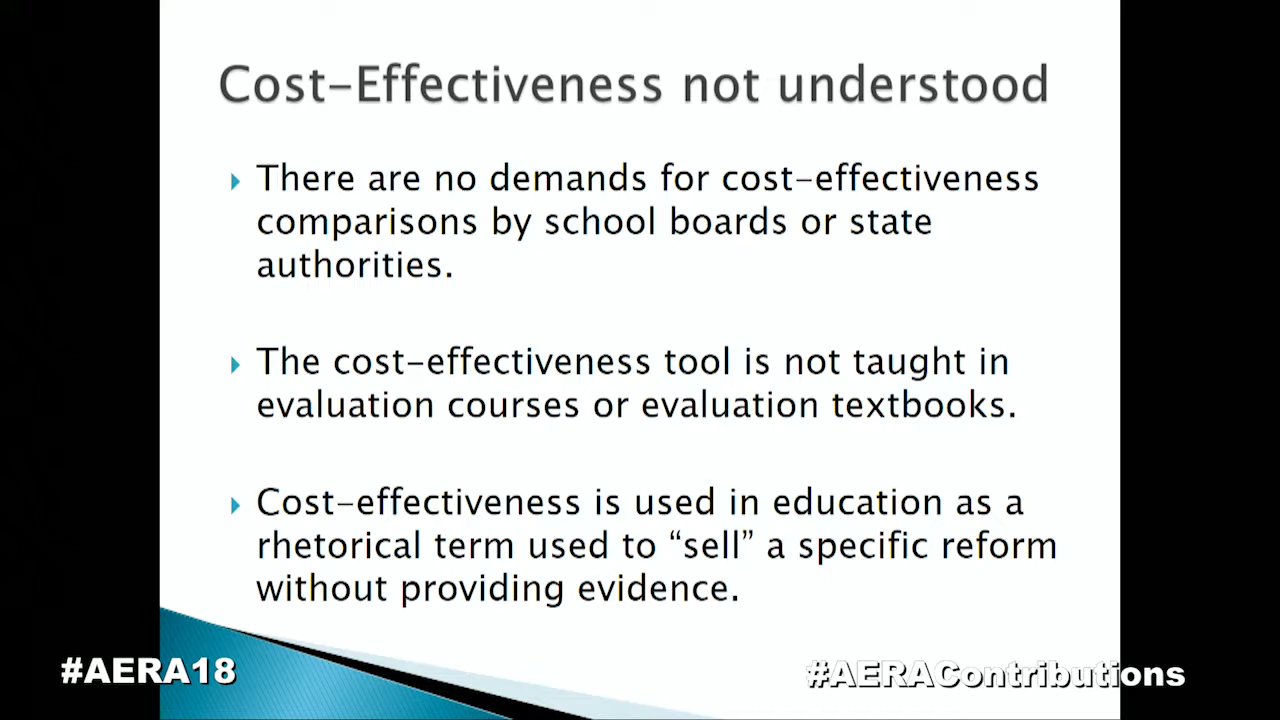 Cost-Effectiveness not understood
There are no demands for cost-effectiveness
comparisons by school boards or state
authorities.
The cost-effectiveness tool is not taught in
evaluation courses or evaluation textbooks.
Cost-effectiveness is used in education as a
rhetorical term used to “sell” a specific reform
without providing evidence.
#AERA18
#AERAContributions